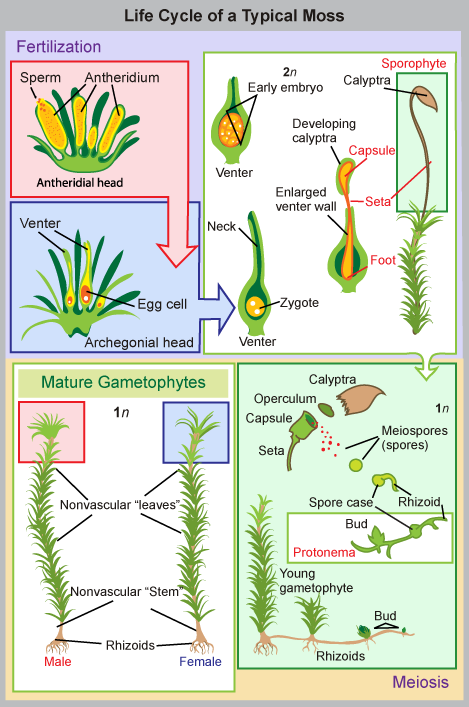 Life Cycle of a Typical Moss
Fertilization
Sperm
Antheridium
Antheridial head
Venter
Egg cell
Archegonial head
2n
Early embryo
Venter
Neck
Zygote
Venter
Developing
calyptra
Capsule
Enlarged
venter wall
Seta
Foot
Sporophyte
Calyptra
Mature Gametophytes
1n
Nonvascular “leaves”
Nonvascular “Stem”
Rhizoids
Male
Female
Calyptra
Operculum
Capsule
Seta
1n
Meiospores
(spores)
Spore case
Rhizoid
Bud
Protonema
Young
gametophyte
Bud
Rhizoids
Meiosis